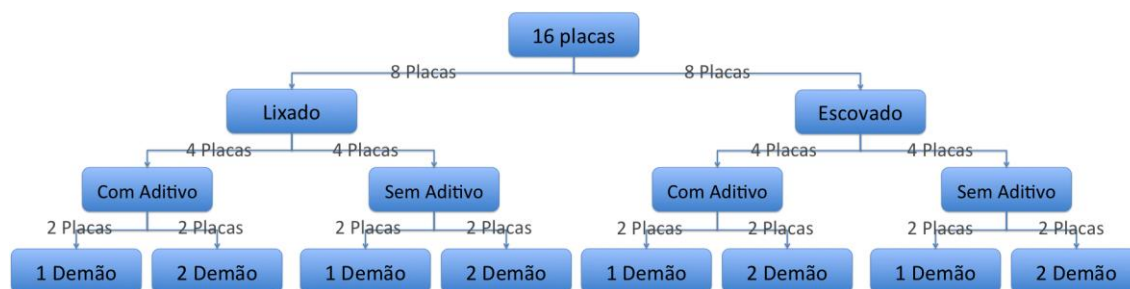 16 placas
8 Placas 8 Placas
Lixado Escovado
4 Placas 4 Placas 4 Placas 4 Placas
Com Aditivo Sem Aditivo Com Aditivo Sem Aditivo
2 Placas 2 Placas 2 Placas 2 Placas 2 Placas 2 Placas 2 Placas 2 Placas
1 Demão 2 Demão 1 Demão 2 Demão 1 Demão 2 Demão 1 Demão 2 Demão